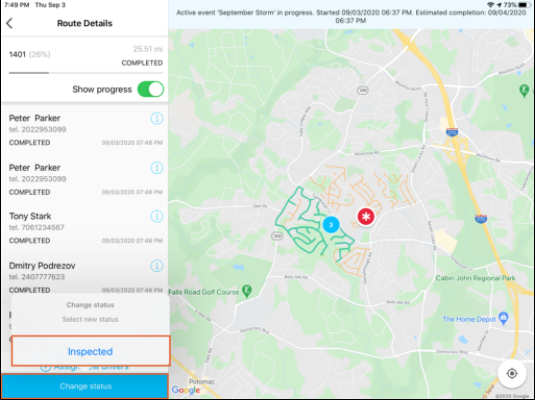 7:49 PM Thu Sep 3
73%
Route Details
1401 (26%)
25.51 mi
COMPLETED
Show progress
Peter Parker
tel. 2022953099
COMPLETED
09/03/2020 07:48 PM
Peter Parker
tel. 2022953099
COMPLETED
09/03/2020 07:48 PM
Tony Stark
tel. 7061234567
COMPLETED
09/03/2020 07:48 PM
Dmitry Podrezov
tel. 2407777623
COMPLETED
09/03/2020 07:48 PM
Change status
Select new status
Inspected
Change status
Active event 'September Storm' in progress. Started 09/03/2020 06:37 PM. Estimated completion: 09/04/2020
06:37 PM
270
189
3
189
Cabin John Regional Park
Falls Road Golf Course
The Home Depot
Potomac
Google
©2020 Google